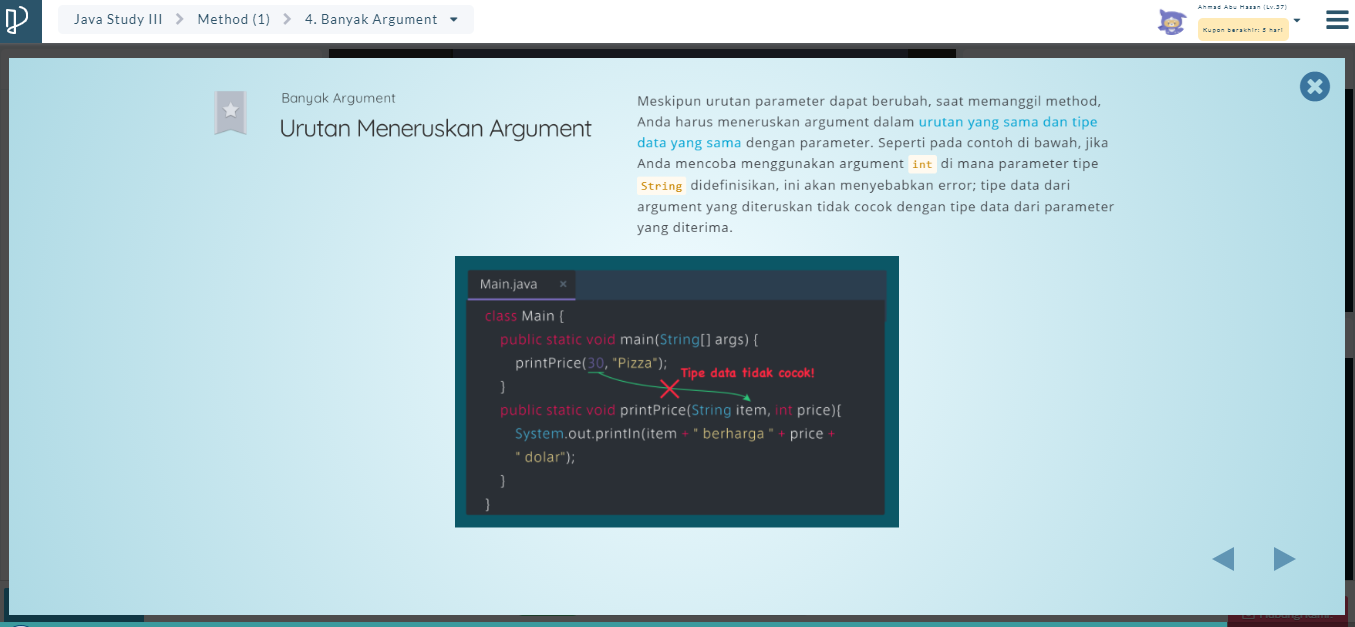 Java Study III
Method (1)
4. Banyak Argument
Ahmad Abu Hasan (Lv.57)
Kupon berakhir: 5 hari
Banyak Argument
Urutan Meneruskan Argument
Meskipun urutan parameter dapat berubah, saat memanggil method,
Anda harus meneruskan argument dalam urutan yang sama dan tipe
data yang sama dengan parameter. Seperti pada contoh di bawah, jika
Anda mencoba menggunakan argument int di mana parameter tipe
String didefinisikan, ini akan menyebabkan error; tipe data dari
argument yang diteruskan tidak cocok dengan tipe data dari parameter
yang diterima.
Main.java ×
class Main {
public static void main(String[] args) {
printPrice(30, "Pizza");
Tipe data tidak cocok!
}
public static void printPrice(String item, int price){
System.out.println(item + " berharga " + price +
" dolar");
}
}